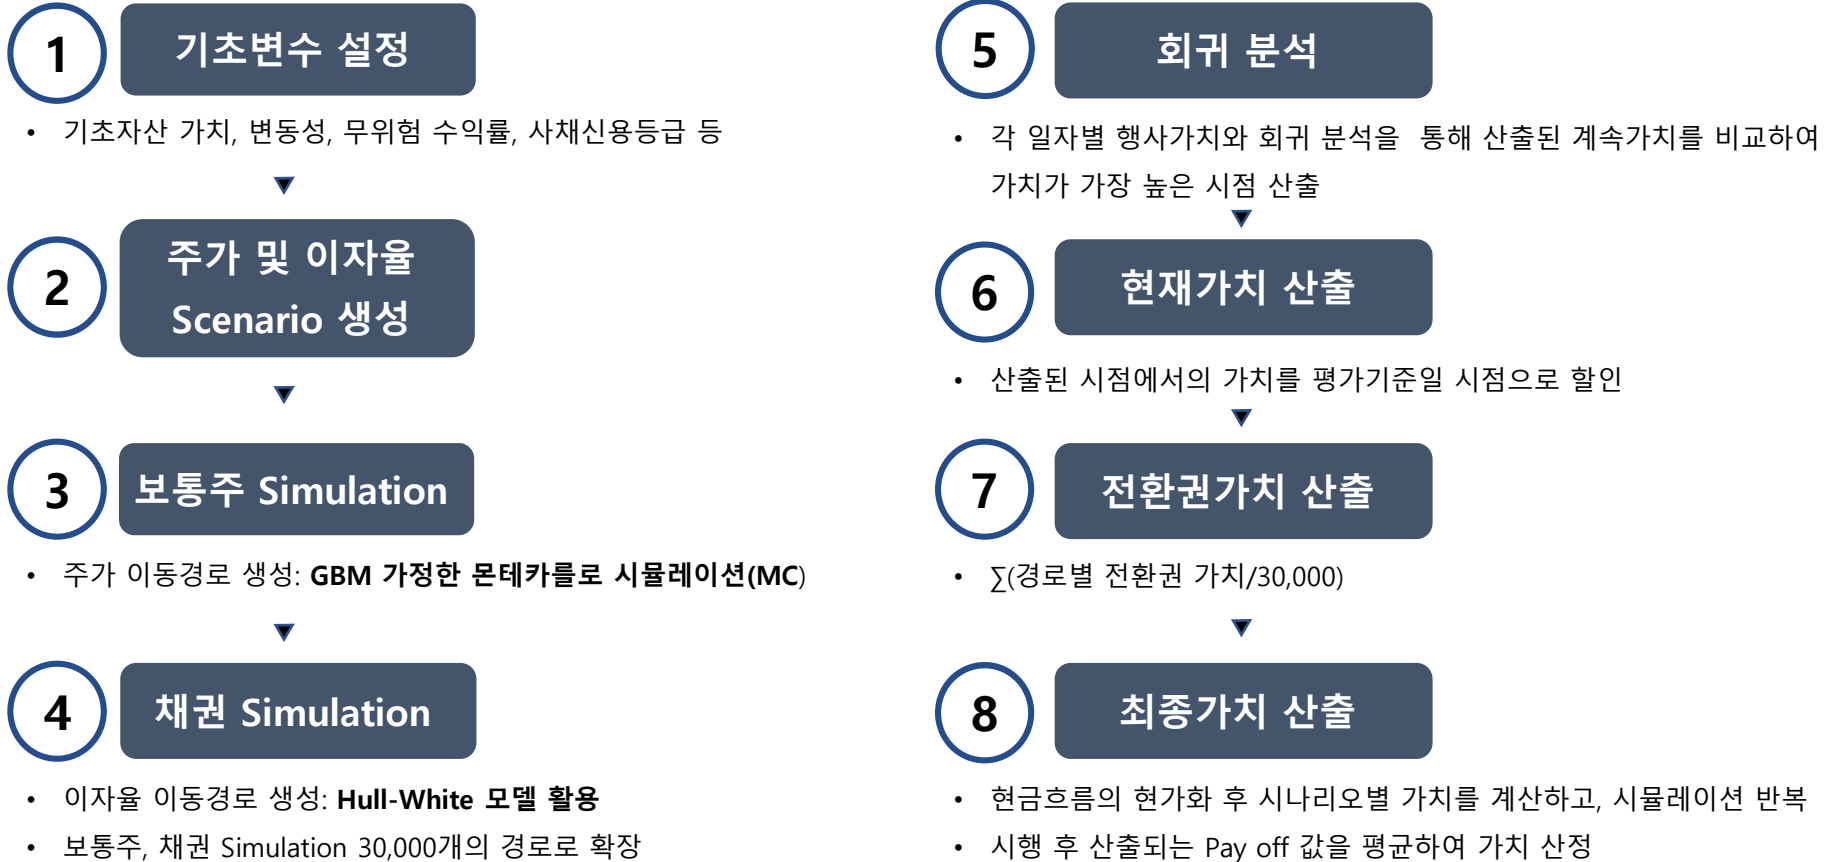 1
기초변수 설정
• 기초자산 가치, 변동성, 무위험 수익률, 사채신용등급 등
2
주가 및 이자율
Scenario 생성
3
보통주 Simulation
• 주가 이동경로 생성: GBM 가정한 몬테카를로 시뮬레이션(MC)
4
채권 Simulation
• 이자율 이동경로 생성: Hull-White 모델 활용
• 보통주, 채권 Simulation 30,000개의 경로로 확장
5
회귀 분석
• 각 일자별 행사가치와 회귀 분석을 통해 산출된 계속가치를 비교하여
가치가 가장 높은 시점 산출
6
현재가치 산출
• 산출된 시점에서의 가치를 평가기준일 시점으로 할인
7
전환권가치 산출
• ∑(경로별 전환권 가치/30,000)
8
최종가치 산출
• 현금흐름의 현가화 후 시나리오별 가치를 계산하고, 시뮬레이션 반복
• 시행 후 산출되는 Pay off 값을 평균하여 가치 산정